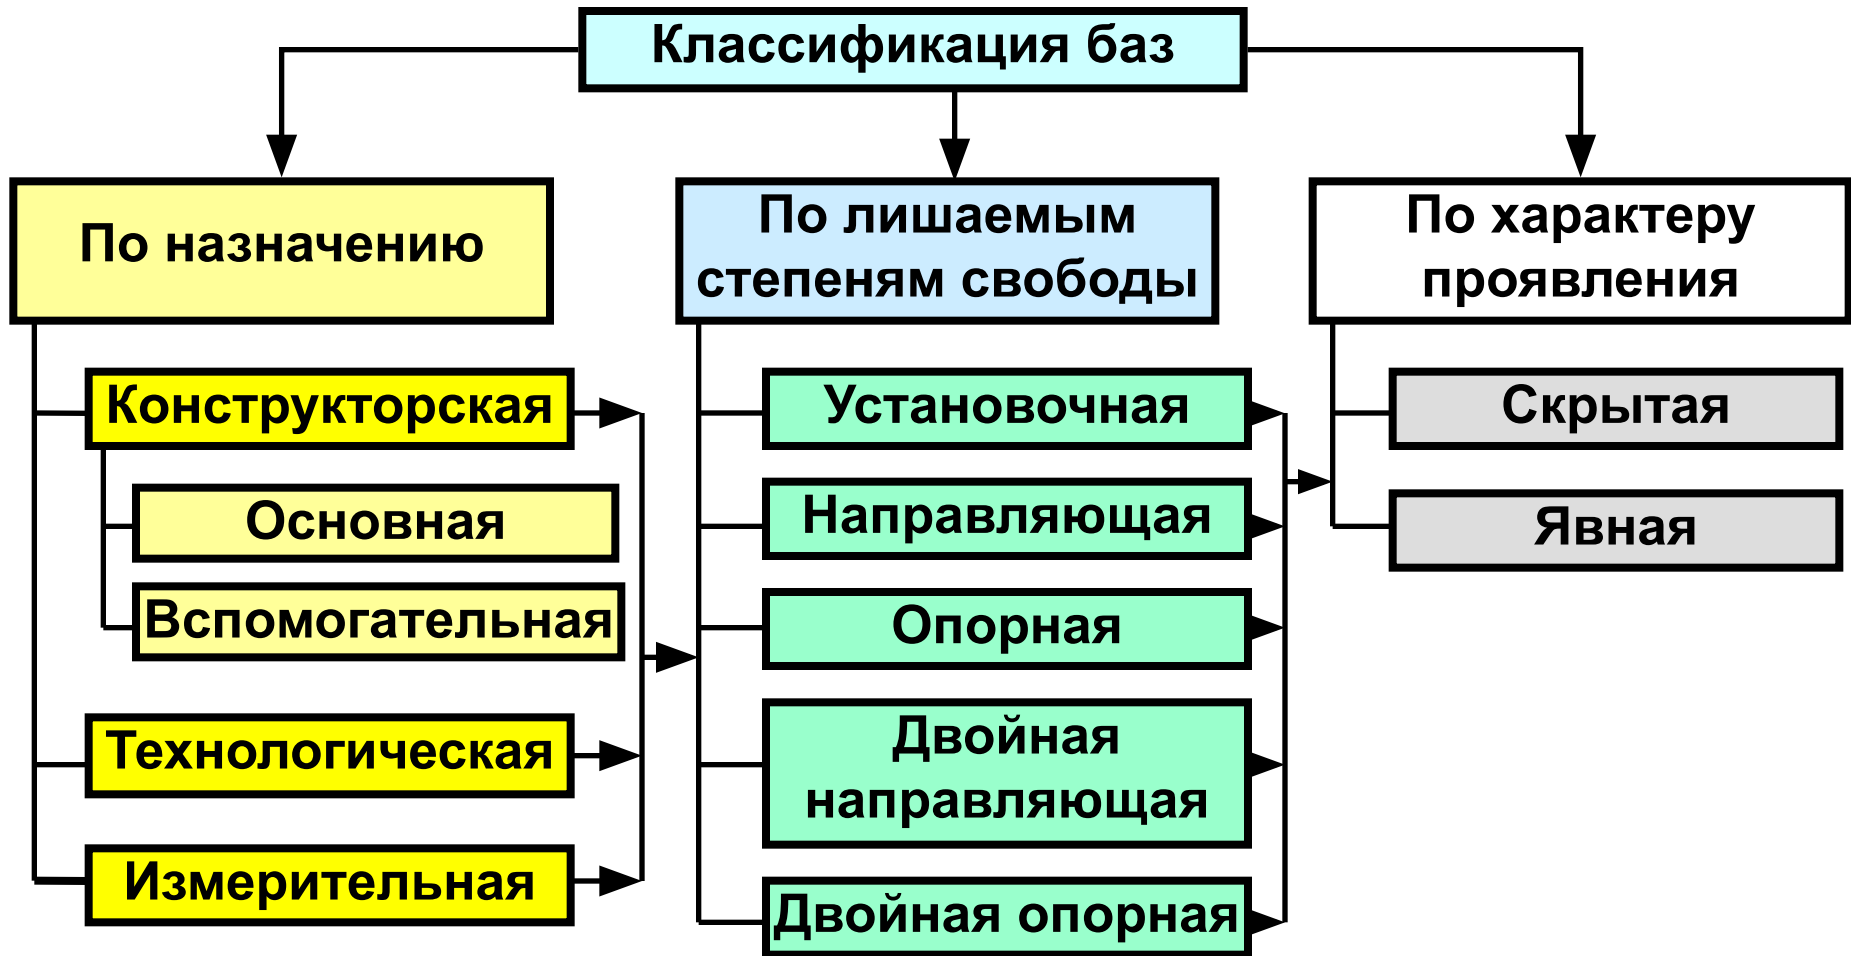 Классификация баз
По назначению
Конструкторская
Основная
Вспомогательная
Технологическая
Измерительная
По лишаемым
степеням свободы
Установочная
Направляющая
Опорная
Двойная
направляющая
Двойная опорная
По характеру
проявления
Скрытая
Явная